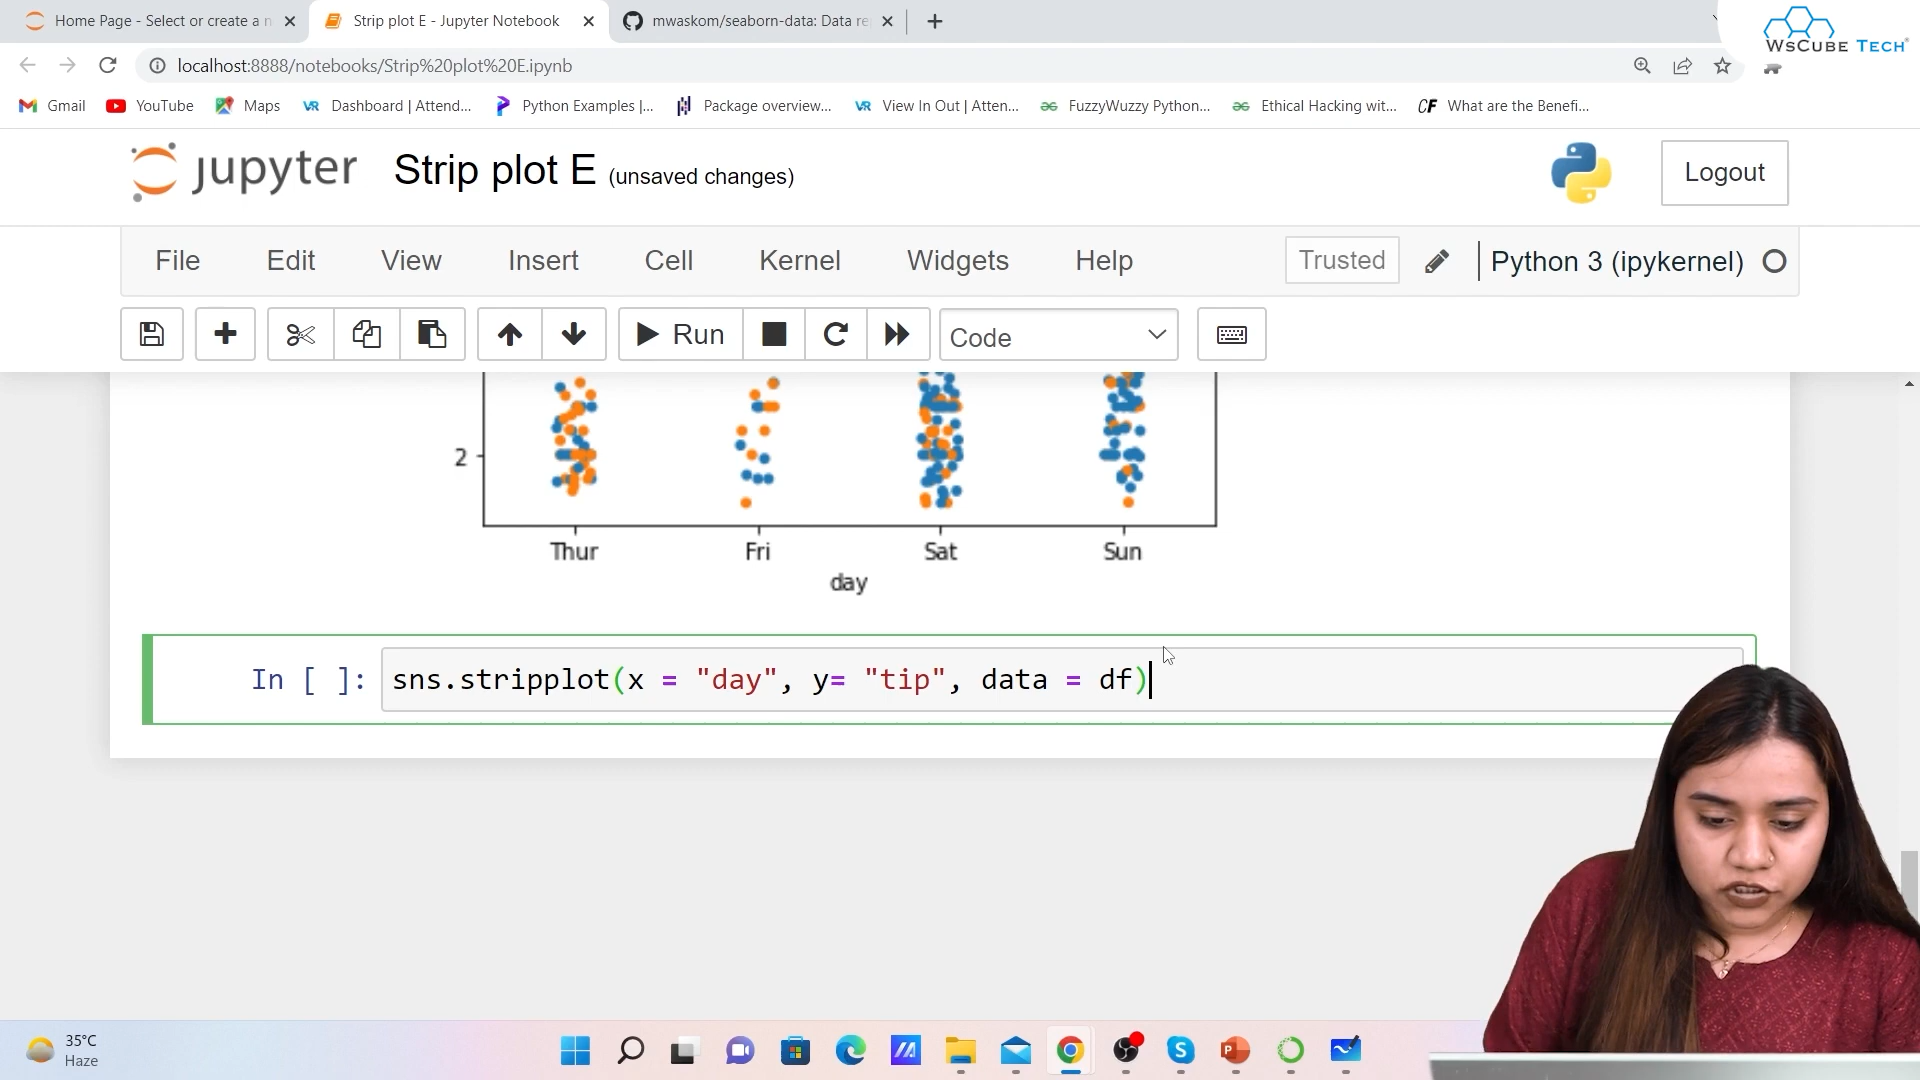 Home Page - Select or create a n
Strip plot E - Jupyter Notebook
mwaskom/seaborn-data: Data re
WsCube Tech
localhost:8888/notebooks/Strip%20plot%20E.ipynb
Gmail
YouTube
Maps
Dashboard | Attend...
Python Examples |...
Package overview...
View In Out | Atten...
FuzzyWuzzy Python...
Ethical Hacking wit...
What are the Benefi...
jupyter
Strip plot E (unsaved changes)
Logout
File
Edit
View
Insert
Cell
Kernel
Widgets
Help
Trusted
Python 3 (ipykernel)
Run
Code
2
Thur
Fri
Sat
Sun
day
In [ ]: sns.stripplot(x = "day", y= "tip", data = df)
35°C
Haze